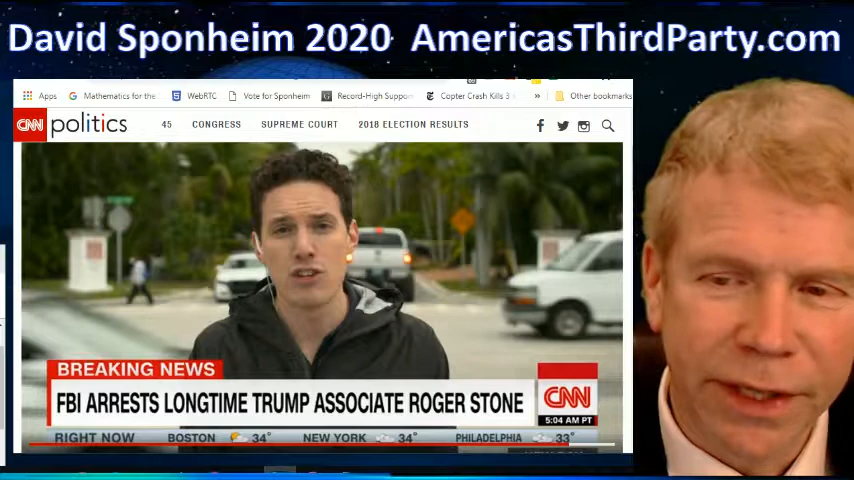 David Sponheim 2020 AmericasThirdParty.com
Apps Mathematics for the WebRTC Vote for Sponheim Record-High Suppor Copter Crash Kills 3 » Other bookmarks
CNN politics 45 CONGRESS SUPREME COURT 2018 ELECTION RESULTS
BREAKING NEWS
FBI ARRESTS LONGTIME TRUMP ASSOCIATE ROGER STONE
CNN
5:04 AM PT
RIGHT NOW BOSTON 34° NEW YORK 34° PHILADELPHIA 33°